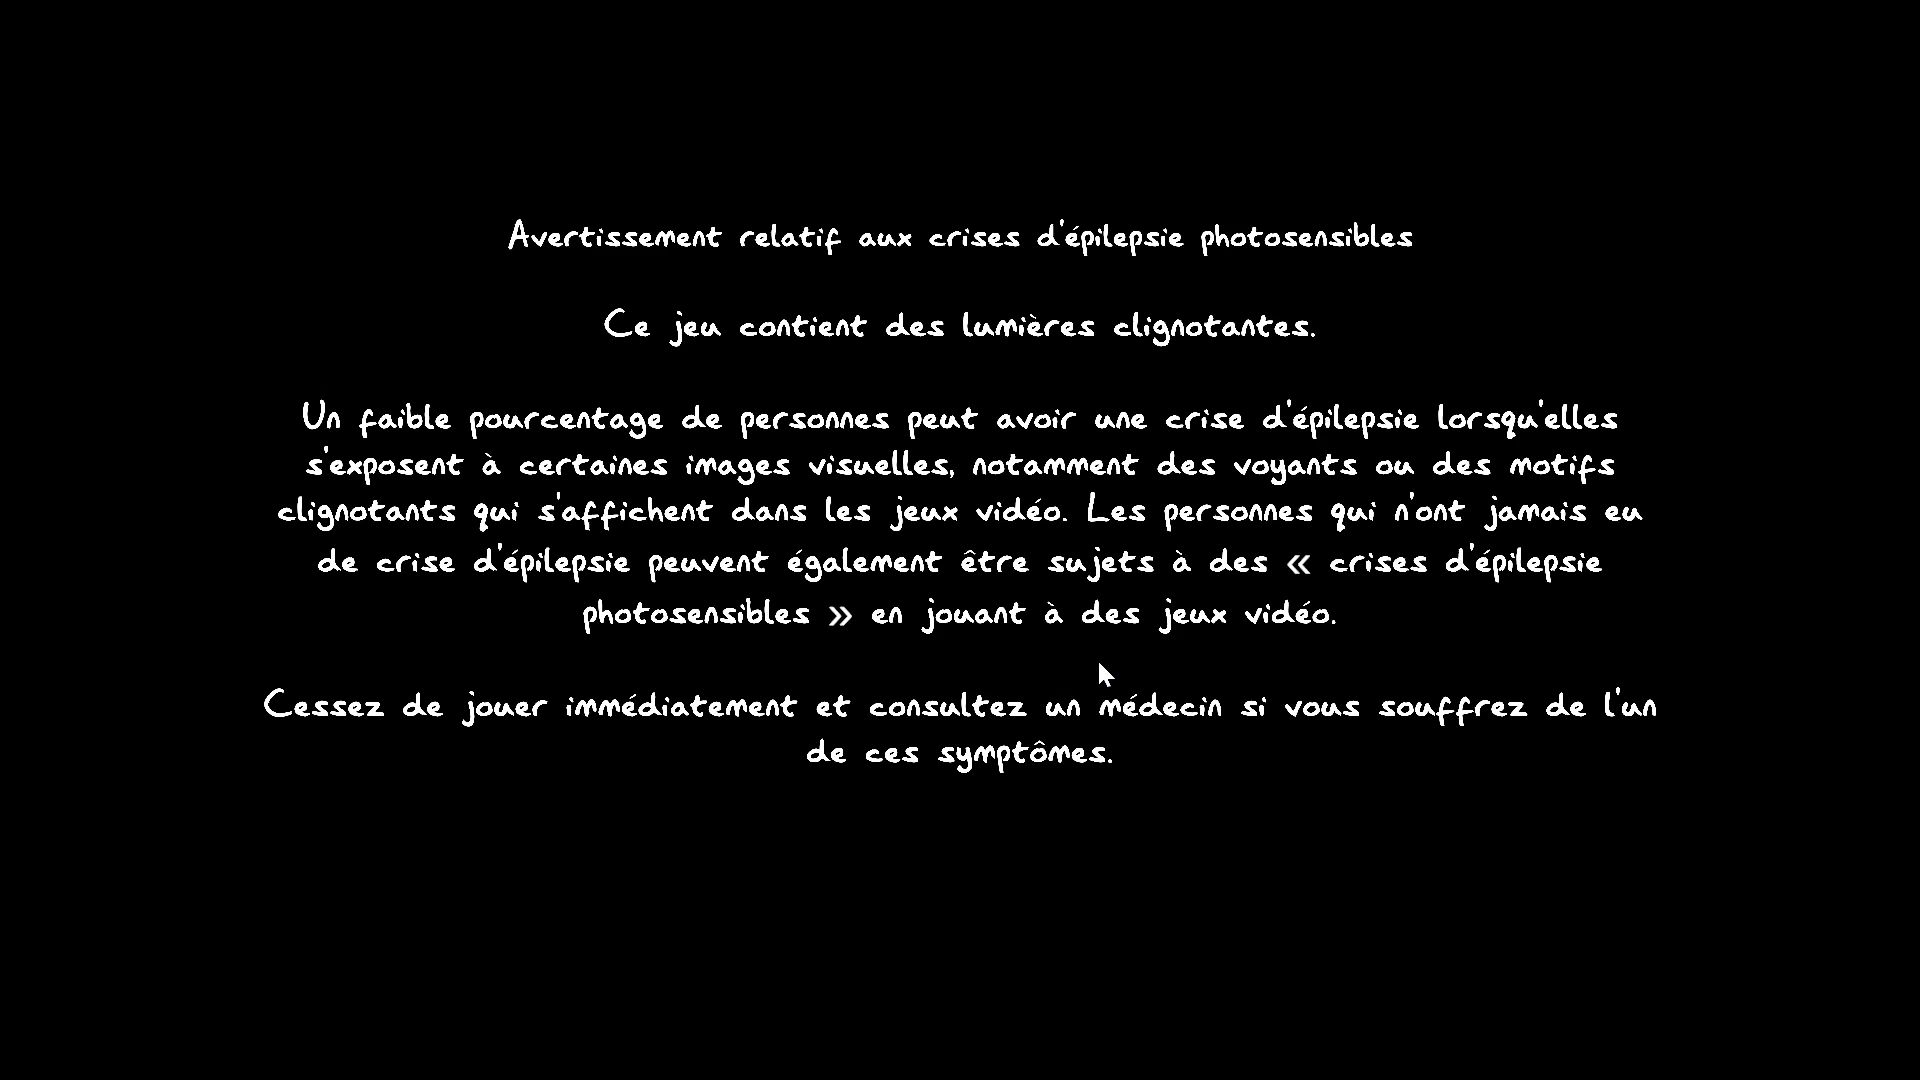 Avertissement relatif aux crises d'épilepsie photosensibles
Ce jeu contient des lumières clignotantes.
Un faible pourcentage de personnes peut avoir une crise d'épilepsie lorsqu'elles
s'exposent à certaines images visuelles, notamment des voyants ou des motifs
clignotants qui s'affichent dans les jeux vidéo. Les personnes qui n'ont jamais eu
de crise d'épilepsie peuvent également être sujets à des « crises d'épilepsie
photosensibles » en jouant à des jeux vidéo.
Cessez de jouer immédiatement et consultez un médecin si vous souffrez de l'un
de ces symptômes.